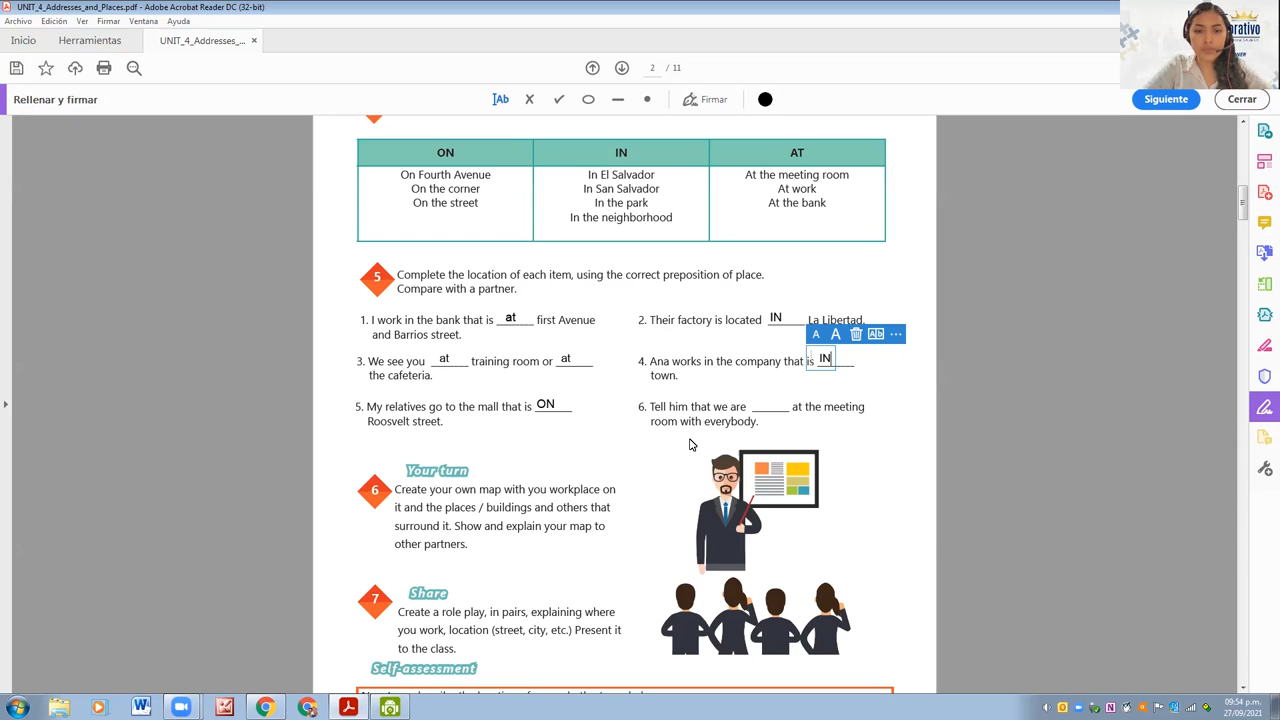 UNIT_4_Addresses_and_Places.pdf - Adobe Acrobat Reader DC (32-bit)
Archivo Edición Ver Firmar Ventana Ayuda
Inicio Herramientas UNIT_4_Addresses_... ×
2 / 11
Rellenar y firmar
Ab
Firmar
Siguiente Cerrar
ON IN AT
On Fourth Avenue In El Salvador At the meeting room
On the corner In San Salvador At work
On the street In the park At the bank
In the neighborhood
5 Complete the location of each item, using the correct preposition of place.
Compare with a partner.
1. I work in the bank that is at first Avenue
and Barrios street.
2. Their factory is located IN La Libertad.
A A Ab ...
3. We see you at training room or at
the cafeteria.
4. Ana works in the company that is IN
town.
5. My relatives go to the mall that is ON
Roosvelt street.
6. Tell him that we are ______ at the meeting
room with everybody.
Your turn
6 Create your own map with you workplace on
it and the places / buildings and others that
surround it. Show and explain your map to
other partners.
Share
7 Create a role play, in pairs, explaining where
you work, location (street, city, etc.) Present it
to the class.
Self-assessment
09:54 p.m.
27/09/2021